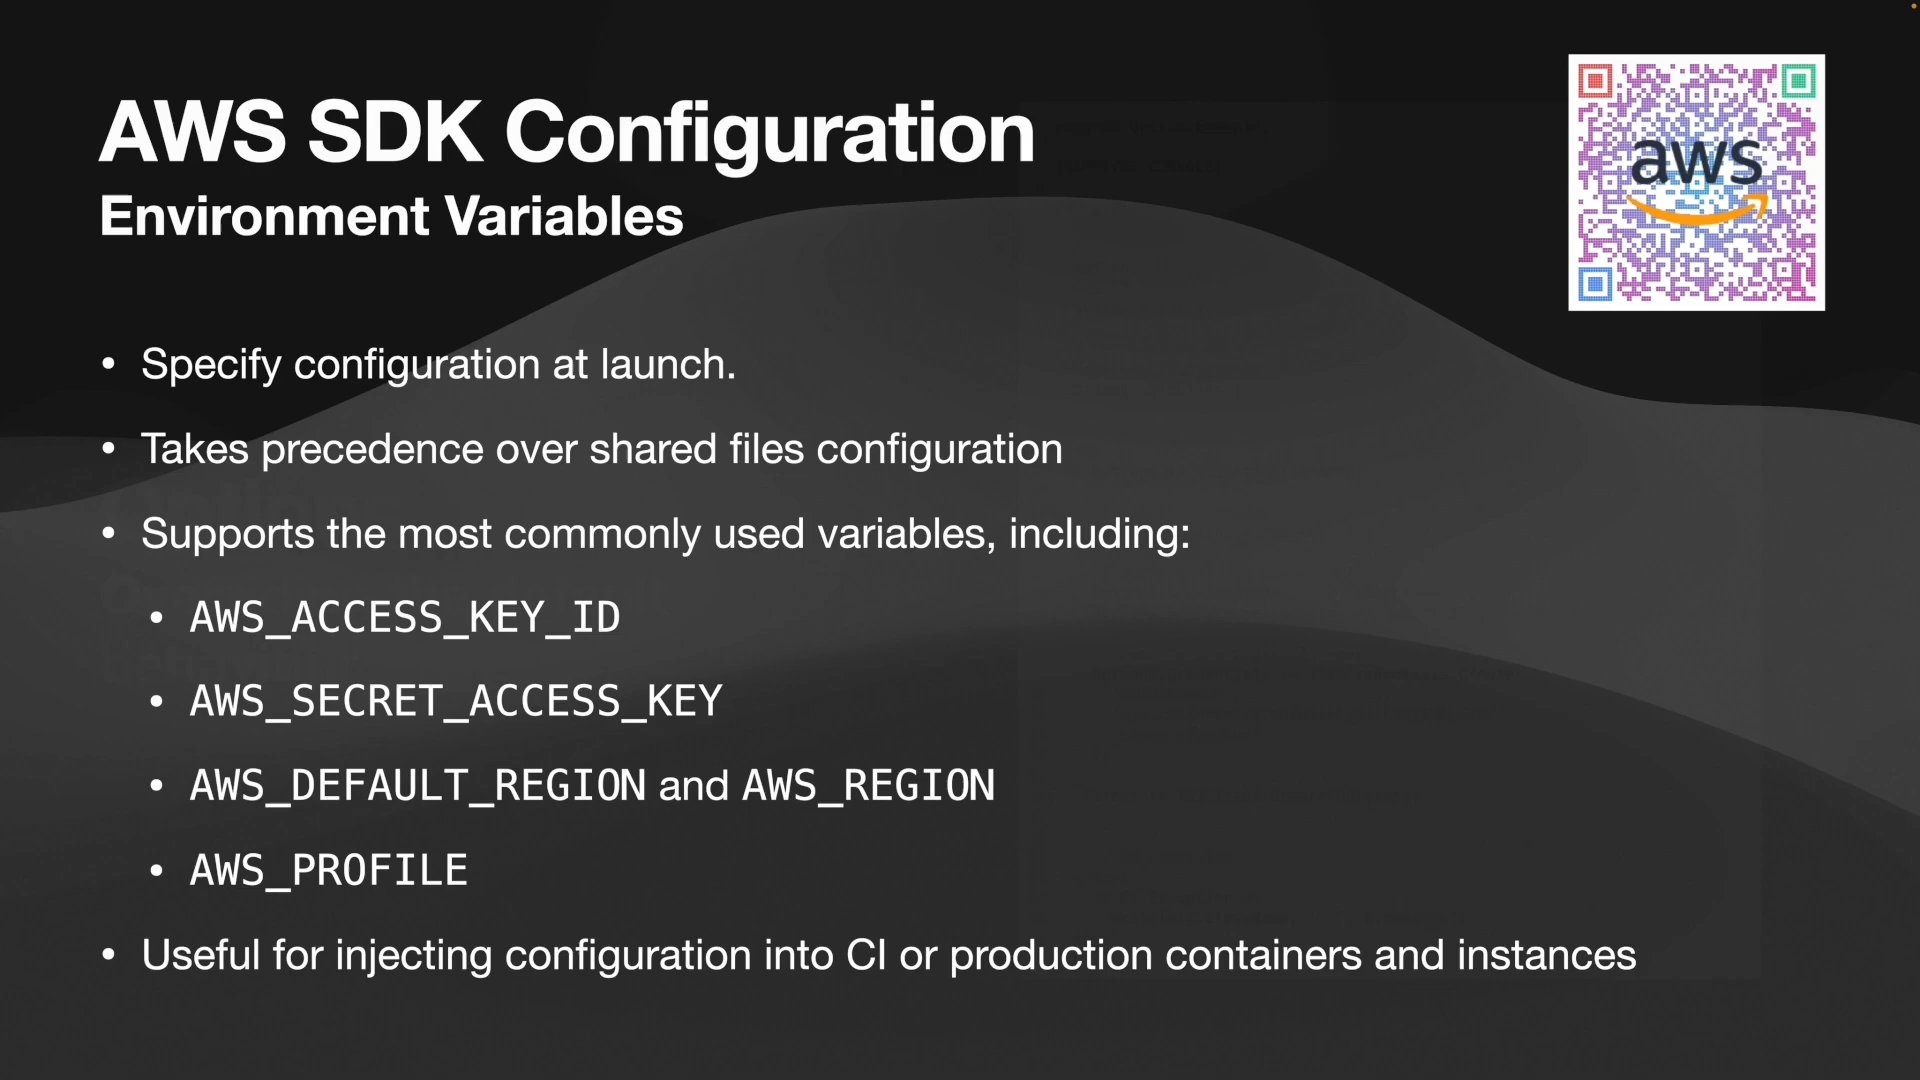 AWS SDK Configuration
Environment Variables
aws
• Specify configuration at launch.
• Takes precedence over shared files configuration
• Supports the most commonly used variables, including:
• AWS_ACCESS_KEY_ID
• AWS_SECRET_ACCESS_KEY
• AWS_DEFAULT_REGION and AWS_REGION
• AWS_PROFILE
• Useful for injecting configuration into CI or production containers and instances